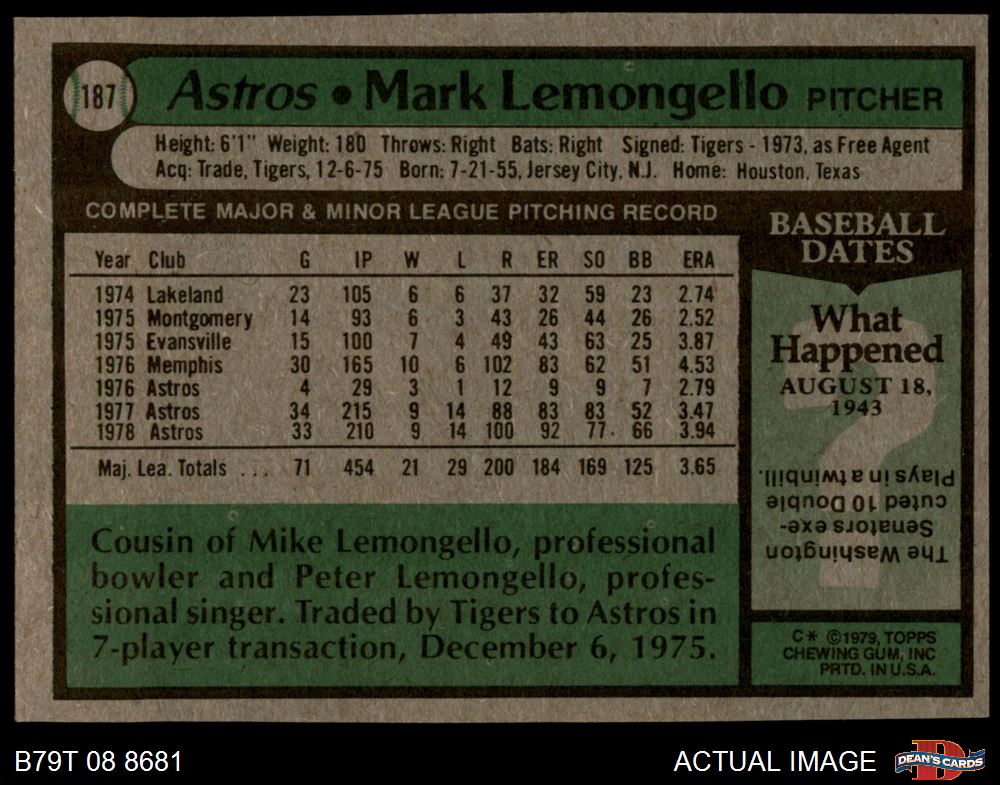 187
Astros • Mark Lemongello PITCHER
Height: 6'1" Weight: 180 Throws: Right Bats: Right Signed: Tigers - 1973, as Free Agent
Acq: Trade, Tigers, 12-6-75 Born: 7-21-55, Jersey City, N.J. Home: Houston, Texas
COMPLETE MAJOR & MINOR LEAGUE PITCHING RECORD
Year Club G IP W L R ER SO BB ERA
1974 Lakeland 23 105 6 6 37 32 59 23 2.74
1975 Montgomery 14 93 6 3 43 26 44 26 2.52
1975 Evansville 15 100 7 4 49 43 63 25 3.87
1976 Memphis 30 165 10 6 102 83 62 51 4.53
1976 Astros 4 29 3 1 12 9 9 7 2.79
1977 Astros 34 215 9 14 88 83 83 52 3.47
1978 Astros 33 210 9 14 100 92 77 66 3.94
Maj. Lea. Totals ... 71 454 21 29 200 184 169 125 3.65
Cousin of Mike Lemongello, professional
bowler and Peter Lemongello, profes-
sional singer. Traded by Tigers to Astros in
7-player transaction, December 6, 1975.
BASEBALL
DATES
What
Happened
AUGUST 18,
1943
?
The Washington
Senators exe-
cuted 10 Double
Plays in a twinbill.
C* ©1979, TOPPS
CHEWING GUM, INC
PRTD. IN U.S.A.
B79T 08 8681
ACTUAL IMAGE
D
DEAN'S CARDS